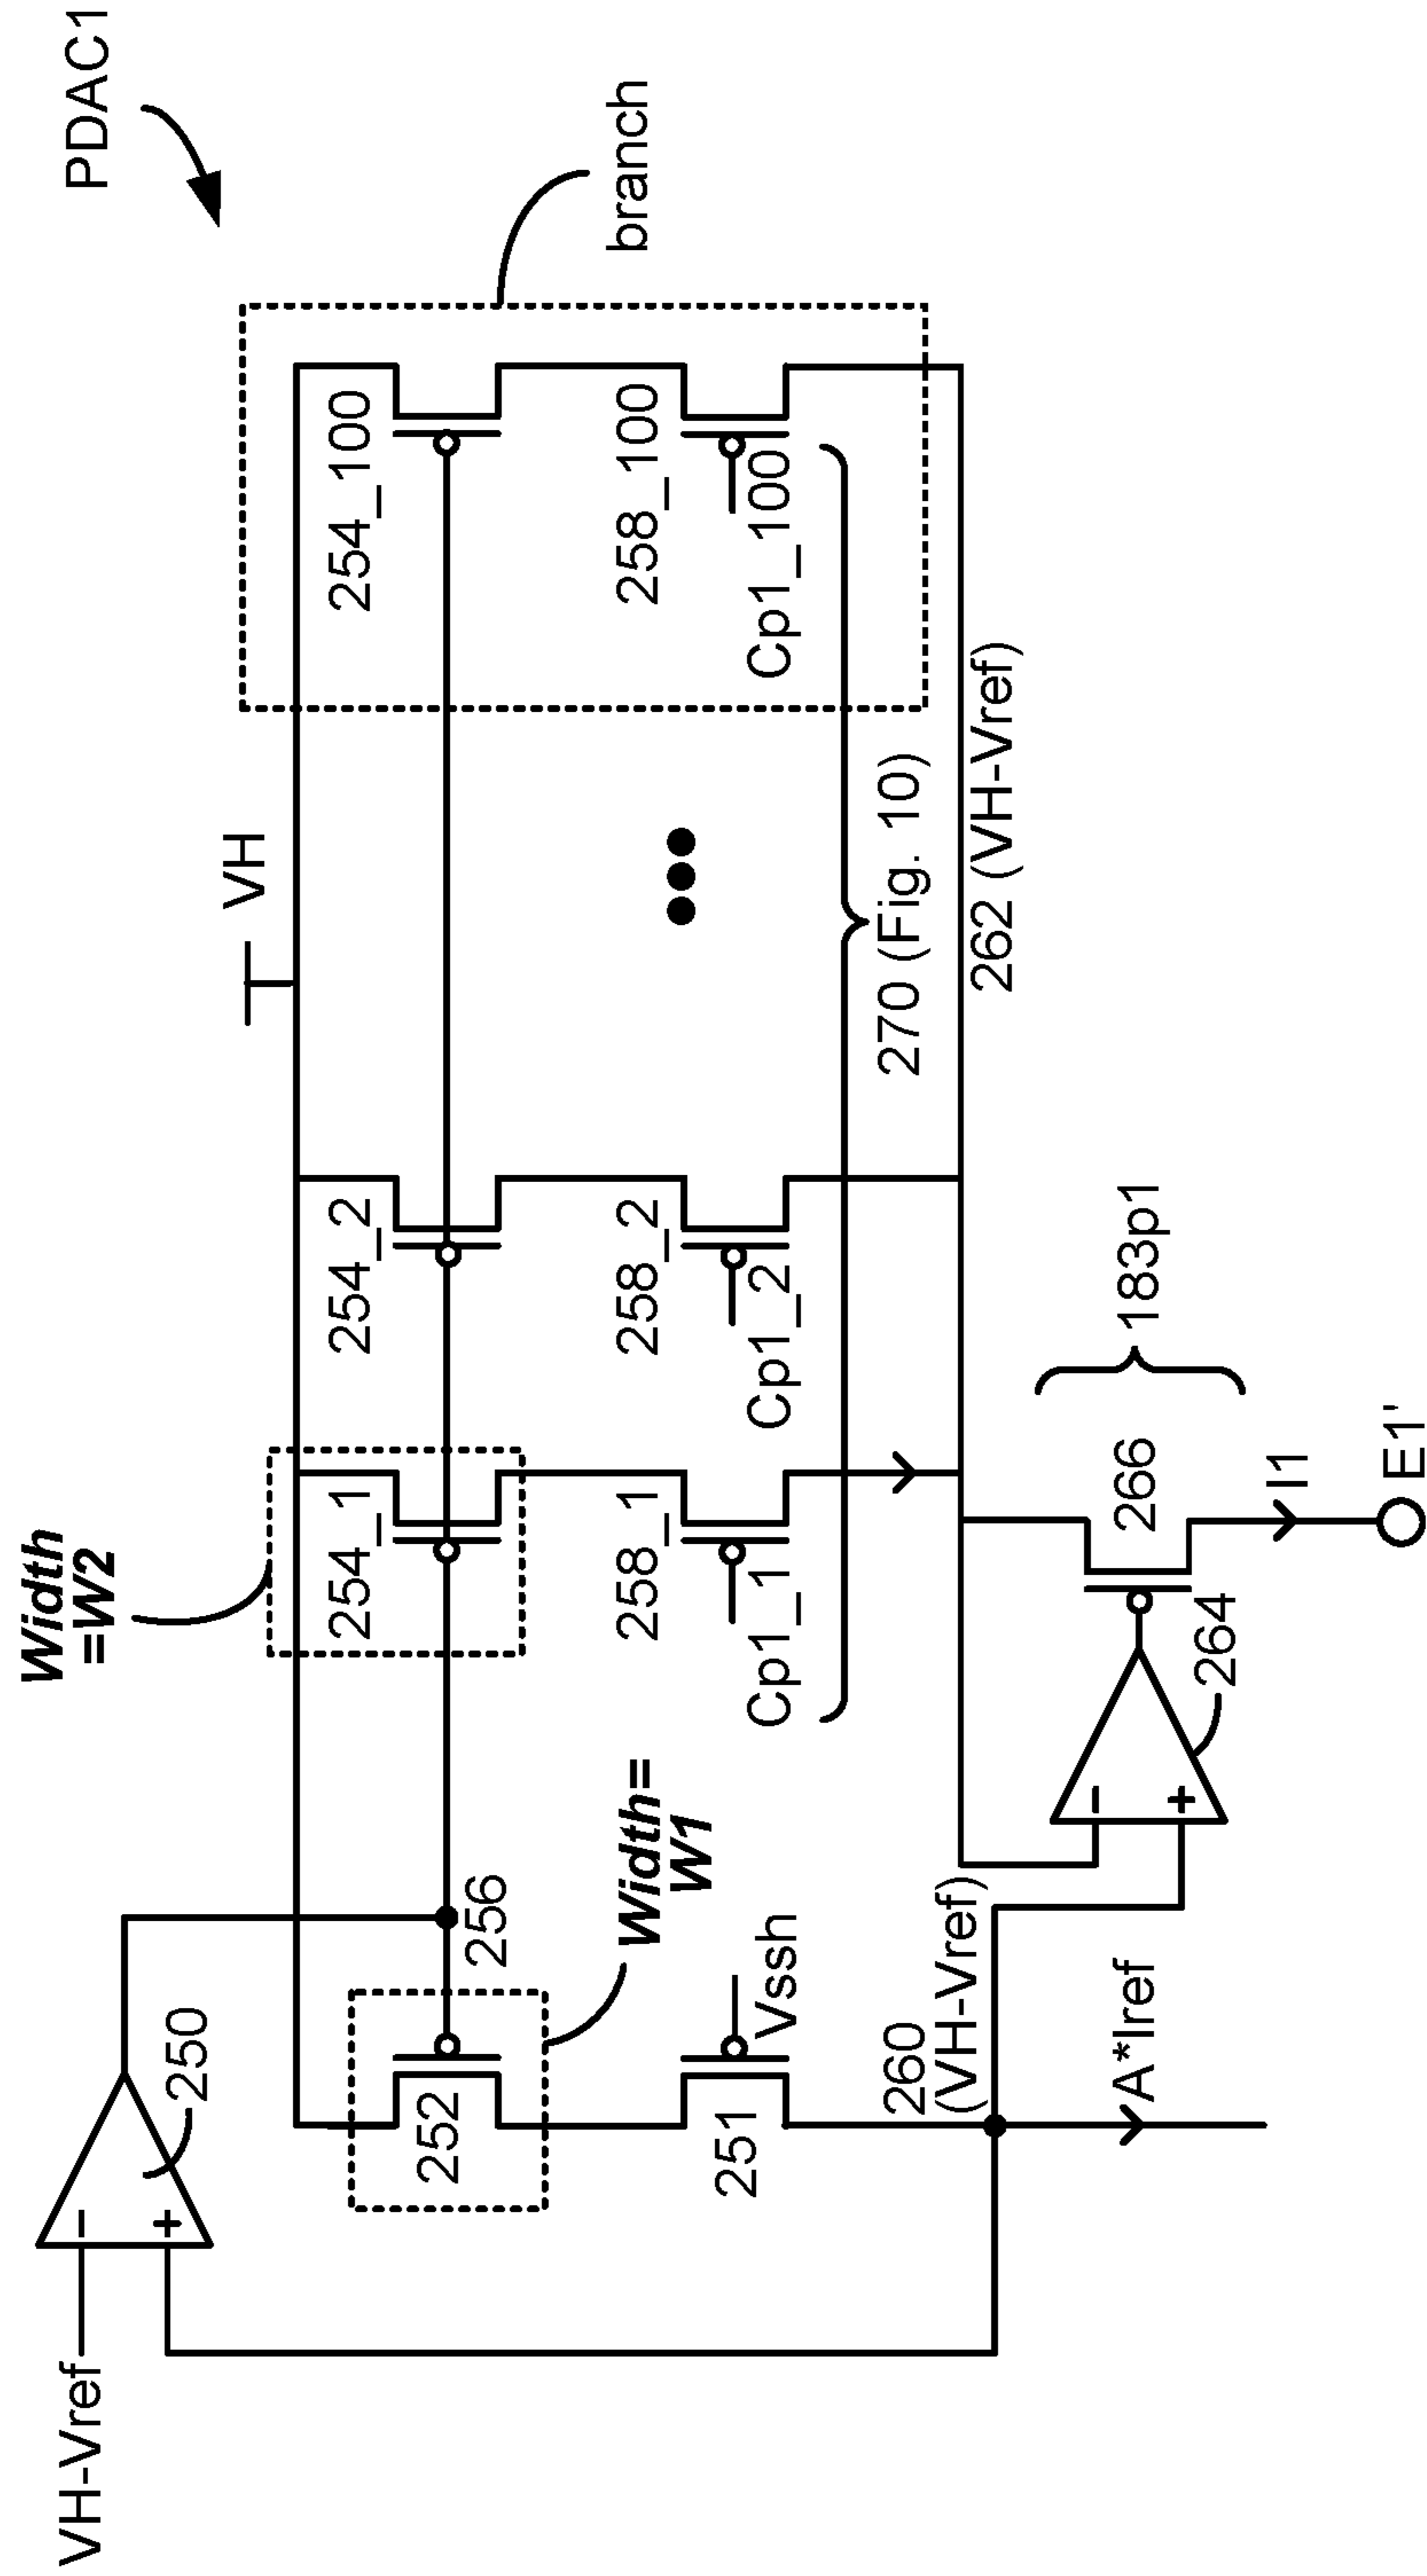 PDAC1
VH
branch
Width
=W2
254_1
254_2
254_100
VH-Vref
250
256
252
Width=
W1
258_1
258_2
258_100
251
Vssh
Cp1_1
Cp1_2
Cp1_100
270 (Fig. 10)
260
(VH-Vref)
262 (VH-Vref)
A*Iref
264
266
183p1
I1
E1'
-
+
-
+